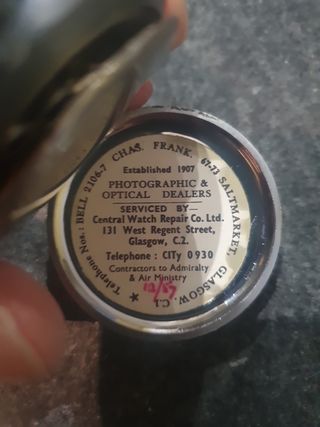 CHAS. FRANK, 67-73 SALTMARKET, GLASGOW, C.1. ★ Telephone Nos.: BELL 2106-7
Established 1907
PHOTOGRAPHIC &
OPTICAL DEALERS
SERVICED BY—
Central Watch Repair Co. Ltd.
131 West Regent Street,
Glasgow, C.2.
Telephone : CITy 0930
Contractors to Admiralty
& Air Ministry
12/57